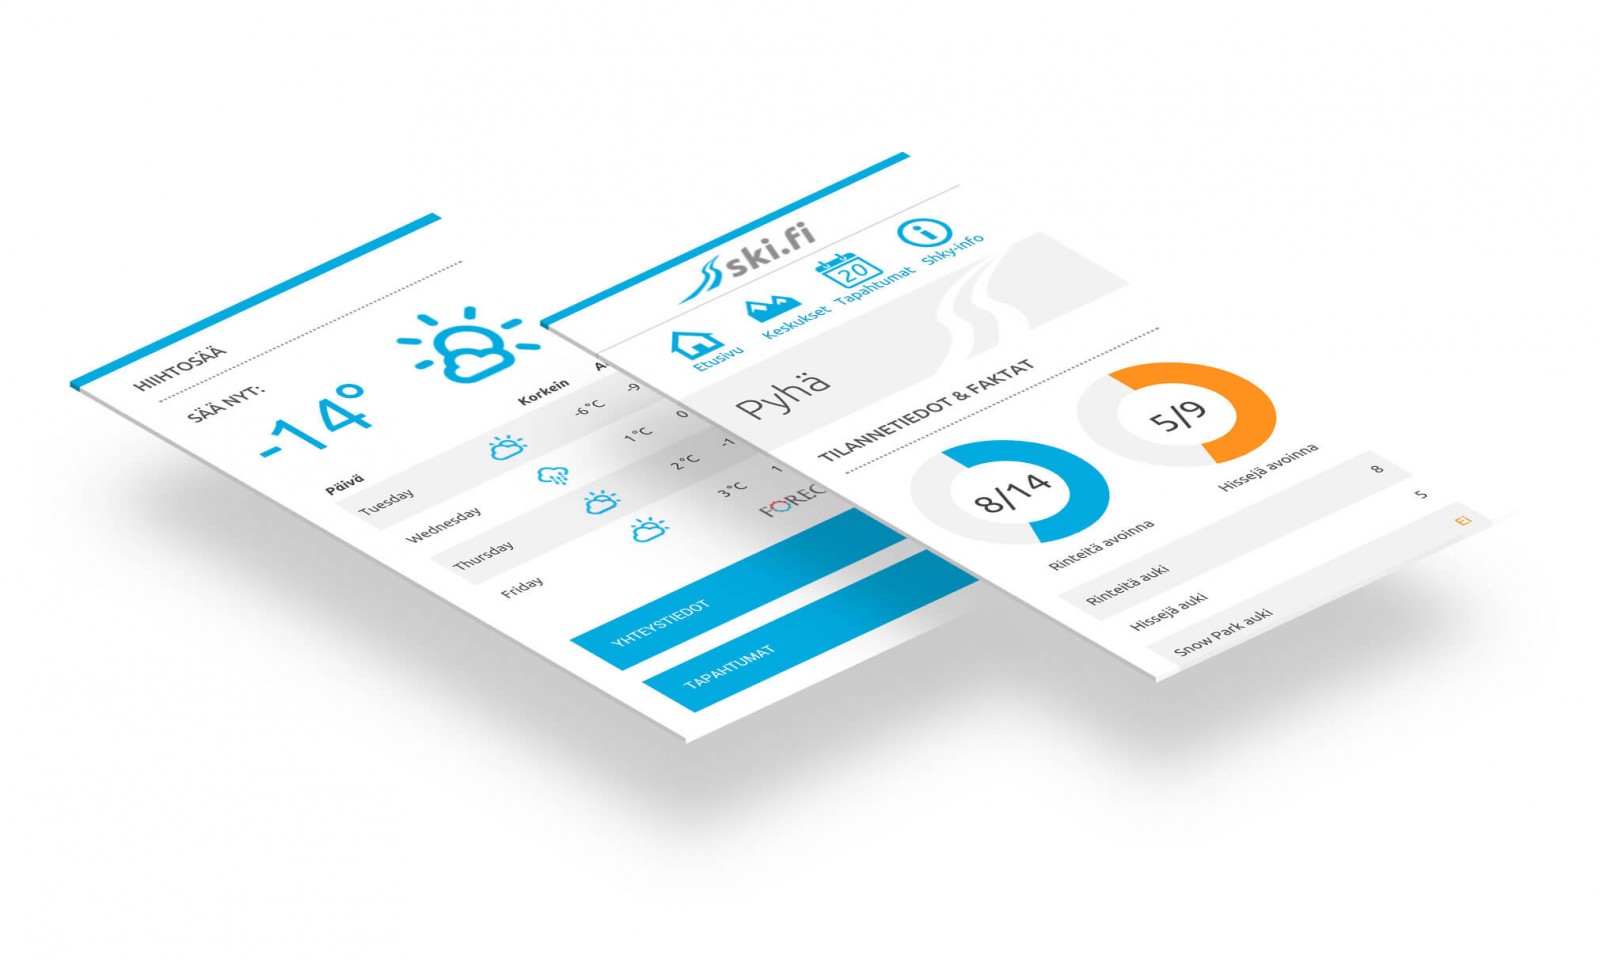 HIIHTOSÄÄ
SÄÄ NYT:
-14°
Päivä Korkein
Tuesday -6°C -9
Wednesday 1°C 0
Thursday 2°C -1
Friday 3°C 1
YHTEYSTIEDOT
TAPAHTUMAT
ski.fi
Etusivu Keskukset Tapahtumat Shky-info
20
Pyhä
TILANNETIEDOT & FAKTAT
8/14 5/9
Rinteitä avoinna Hissejä avoinna
Rinteitä auki 8
Hissejä auki 5
Snow Park auki Ei